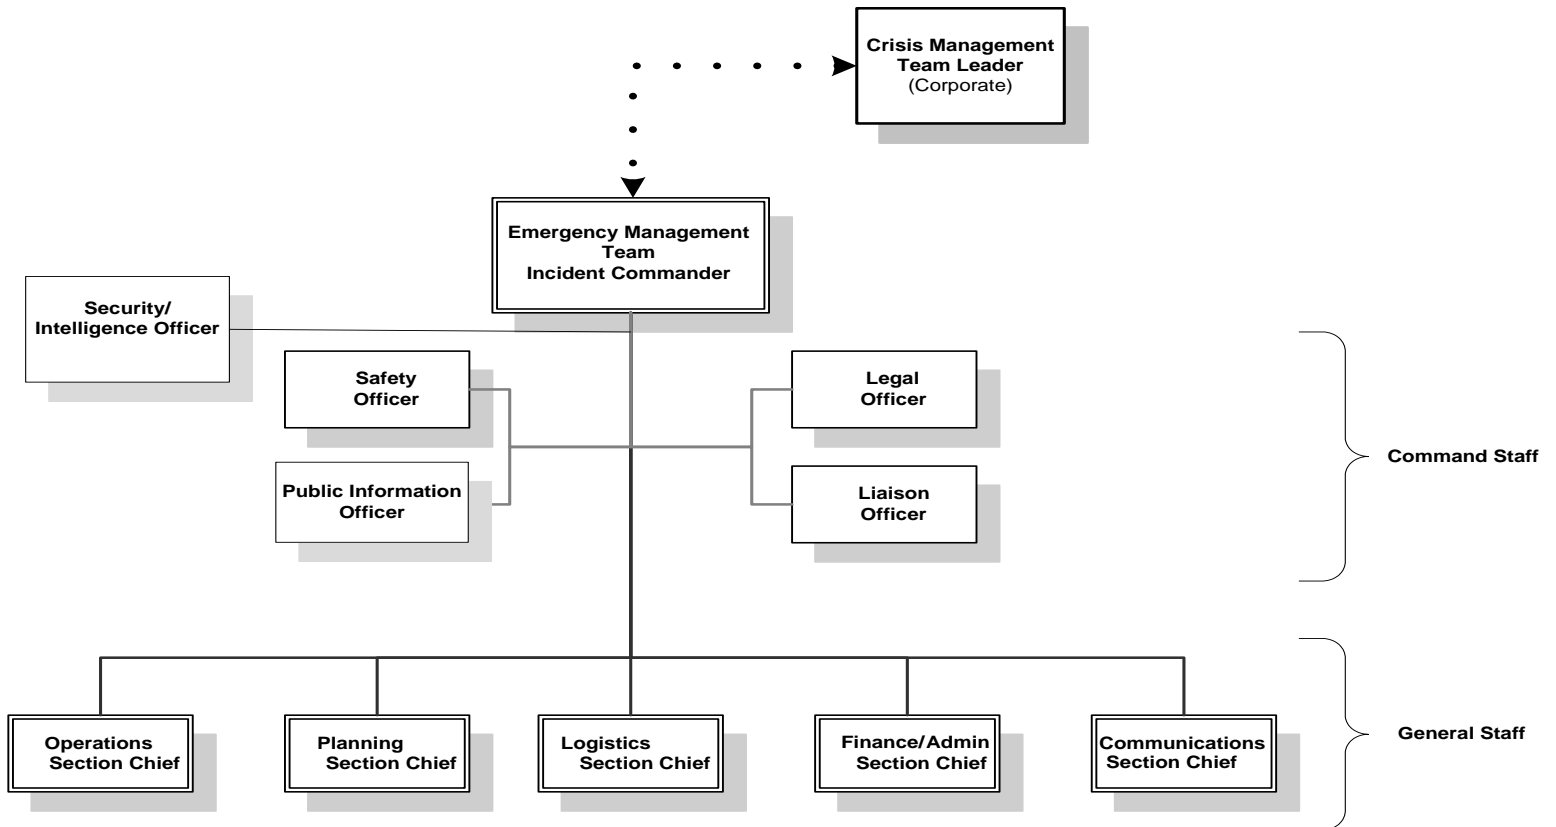 Crisis Management
Team Leader
(Corporate)
Emergency Management
Team
Incident Commander
Security/
Intelligence Officer
Safety
Officer
Legal
Officer
Public Information
Officer
Liaison
Officer
Command Staff
Operations
Section Chief
Planning
Section Chief
Logistics
Section Chief
Finance/Admin
Section Chief
Communications
Section Chief
General Staff